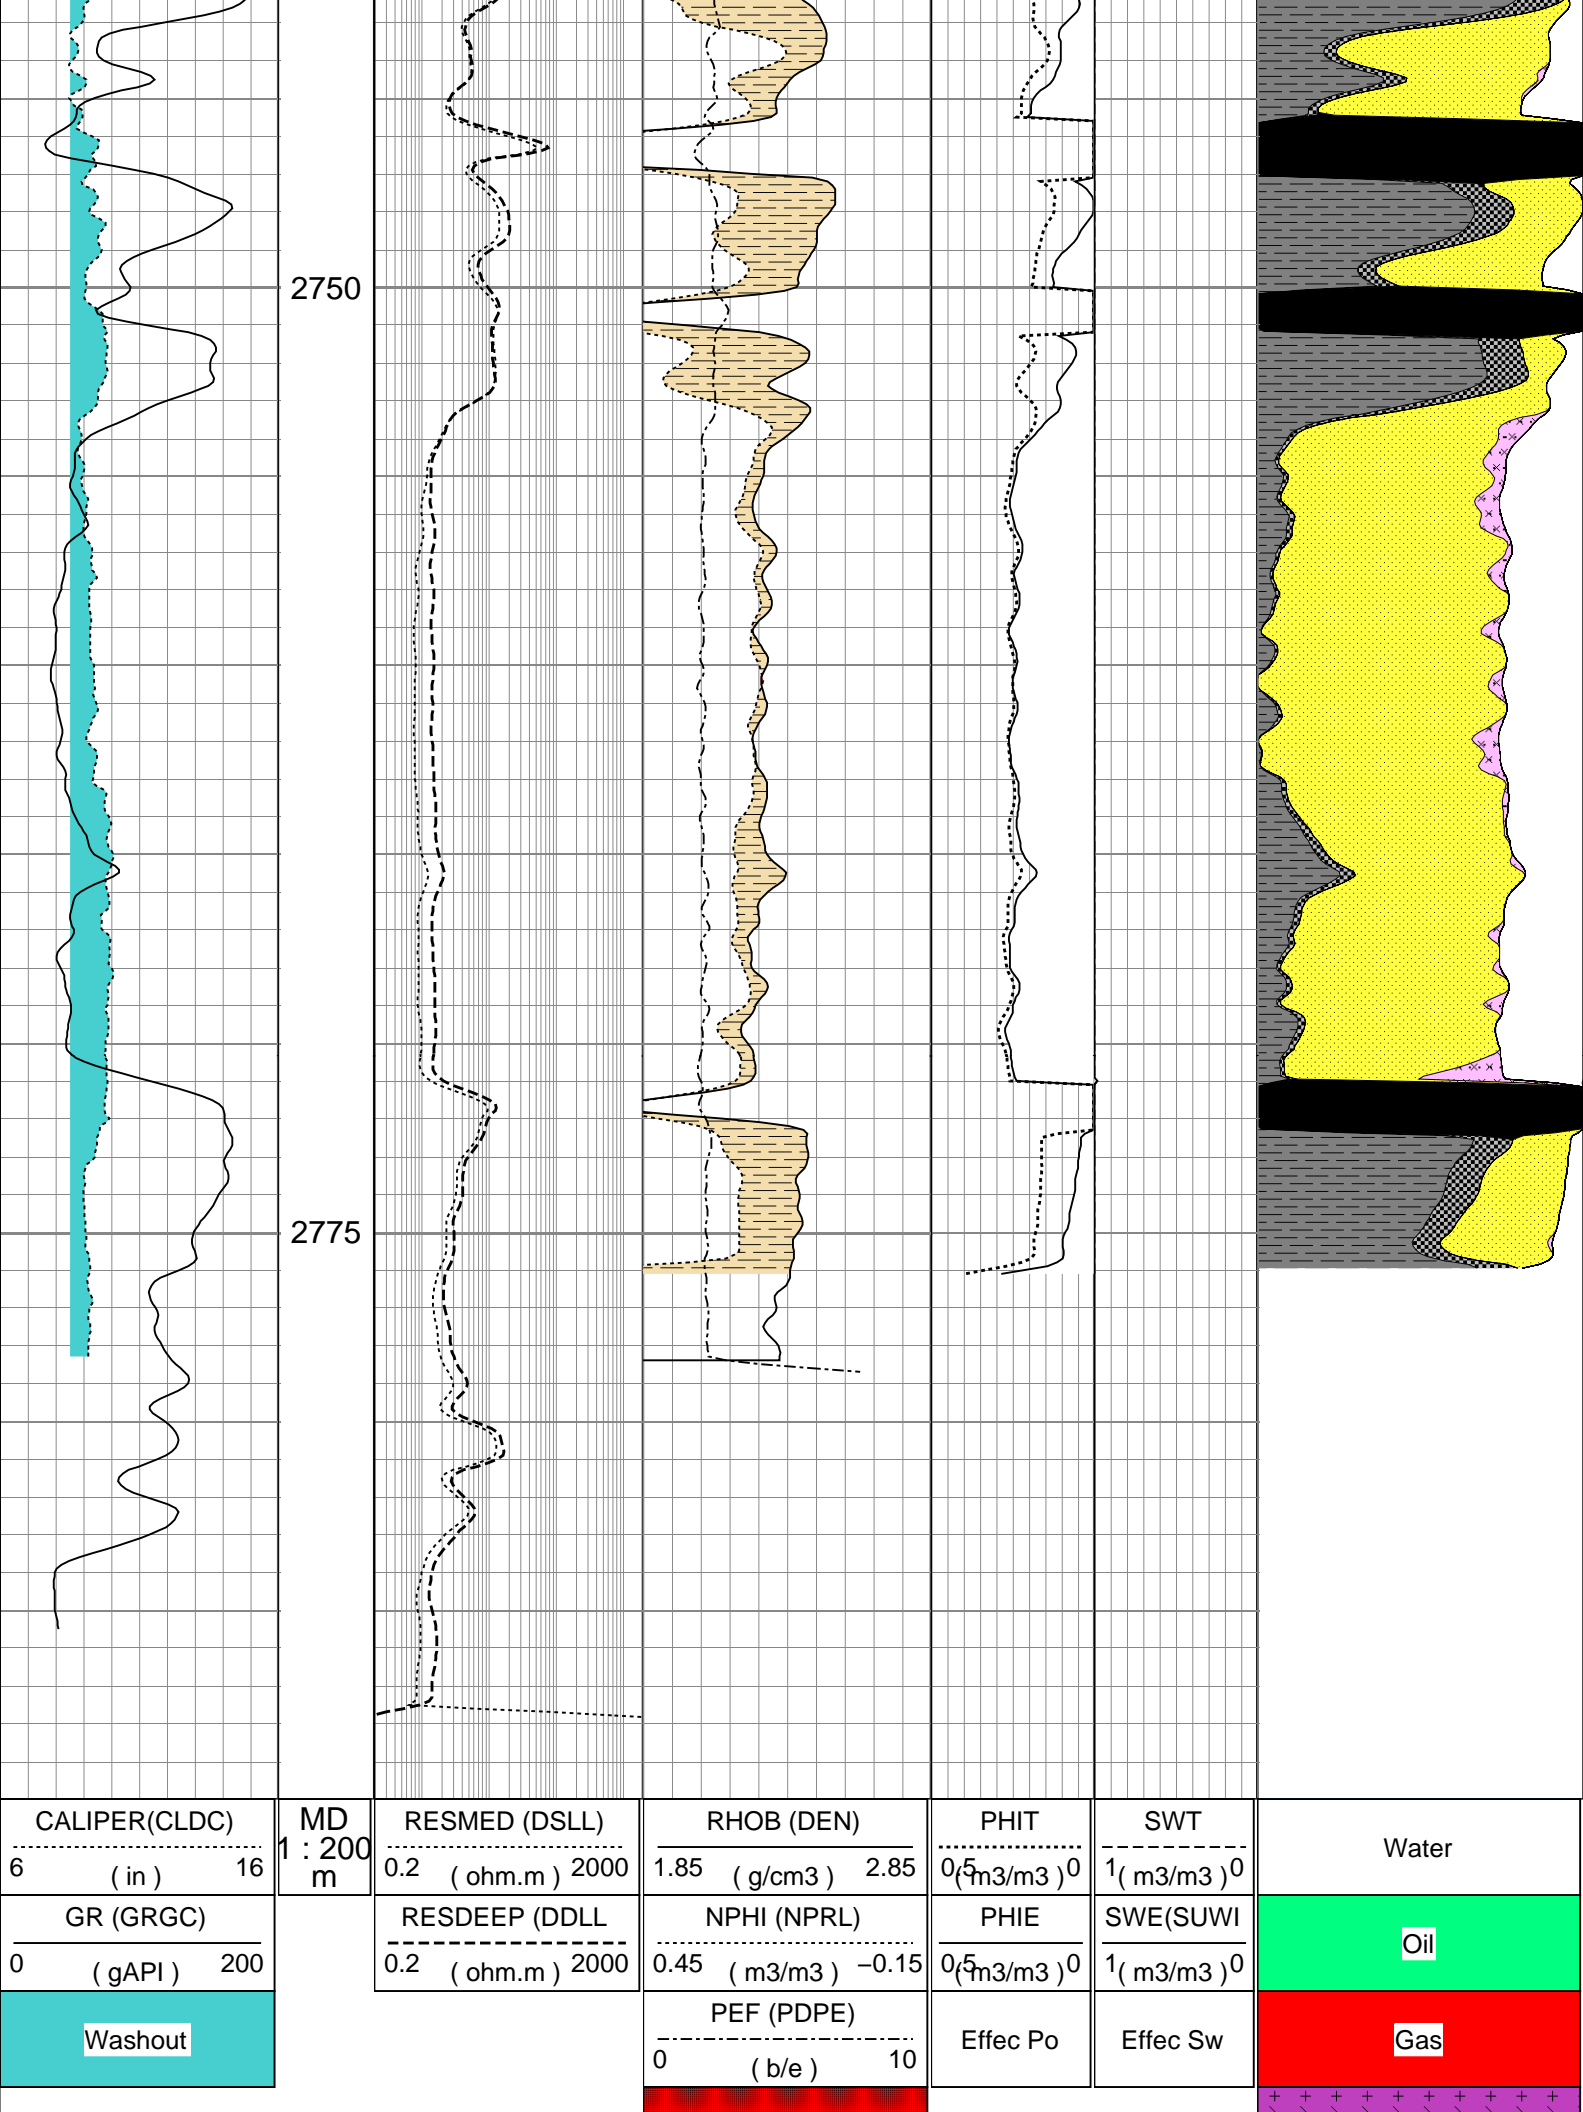 2750
2775
CALIPER(CLDC)
6 ( in ) 16
MD
1 : 200
m
RESMED (DSLL)
0.2 ( ohm.m ) 2000
RHOB (DEN)
1.85 ( g/cm3 ) 2.85
PHIT
0.5 ( m3/m3 ) 0
SWT
1 ( m3/m3 ) 0
Water
GR (GRGC)
0 ( gAPI ) 200
RESDEEP (DDLL
0.2 ( ohm.m ) 2000
NPHI (NPRL)
0.45 ( m3/m3 ) −0.15
PHIE
0.5 ( m3/m3 ) 0
SWE(SUWI
1 ( m3/m3 ) 0
Oil
Washout
PEF (PDPE)
0 ( b/e ) 10
Effec Po
Effec Sw
Gas